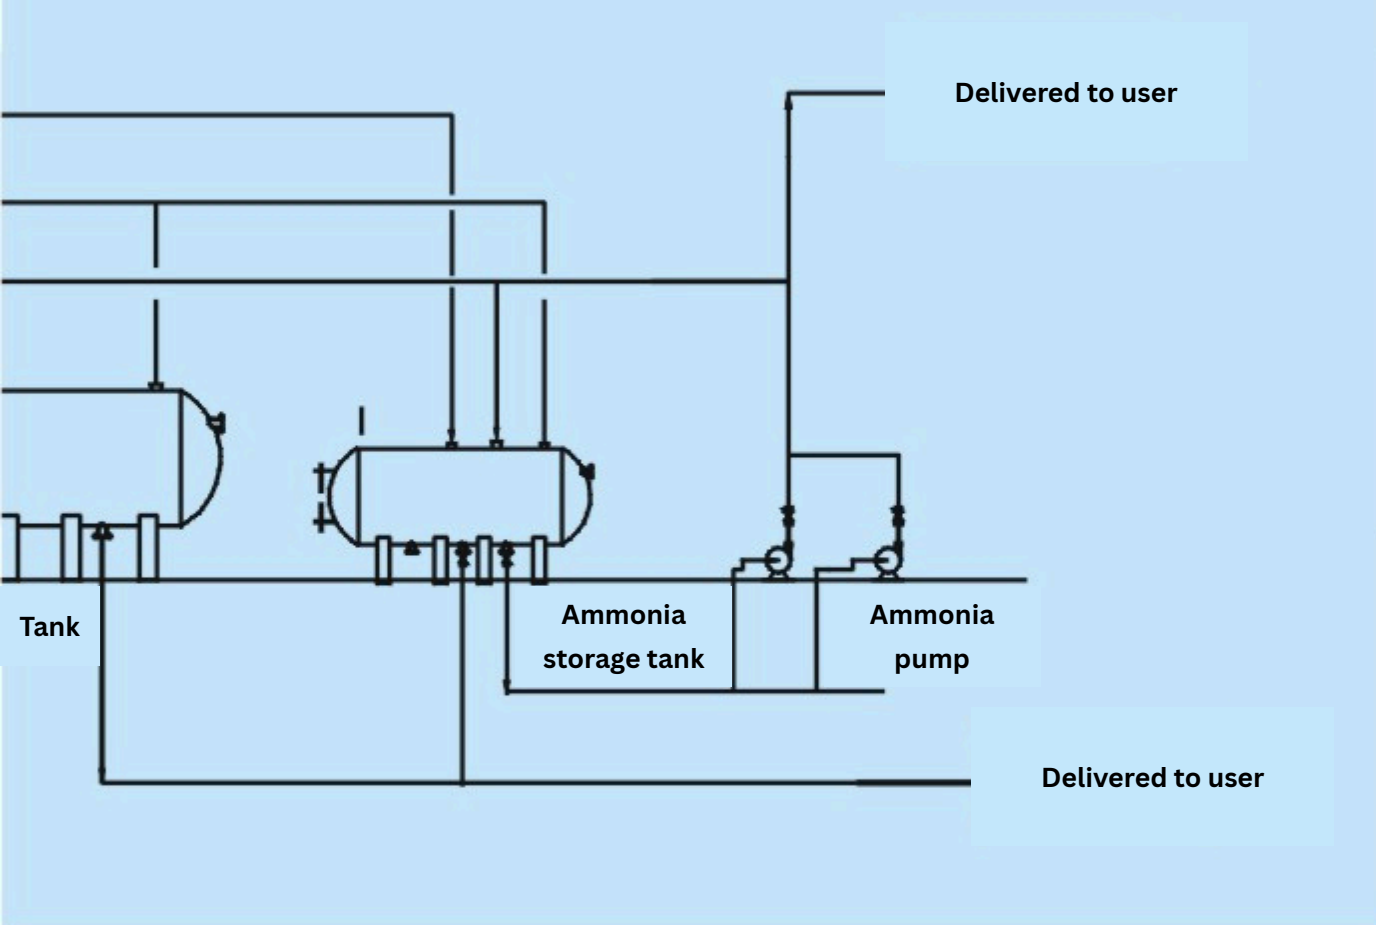 Delivered to user
Tank
Ammonia
storage tank
Ammonia
pump
Delivered to user